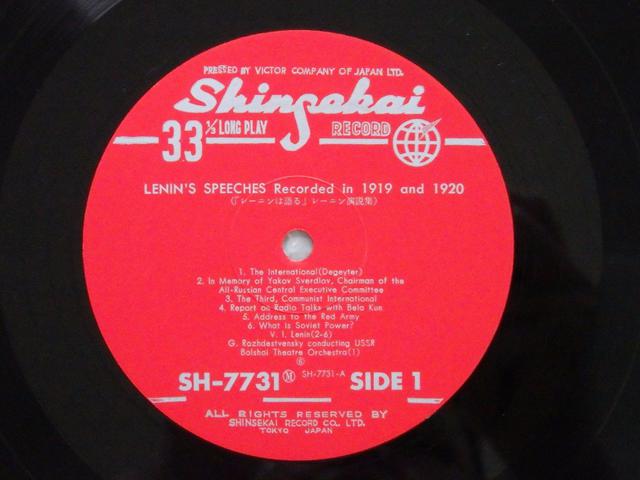 PRESSED BY VICTOR COMPANY OF JAPAN LTD.
Shinsekai
33 1/3 LONG PLAY RECORD
LENIN'S SPEECHES Recorded in 1919 and 1920
(「レーニンは語る」レーニン演説集)
1. The International(Degeyter)
2. In Memory of Yakov Sverdlov, Chairman of the
All-Russian Central Executive Committee
3. The Third, Communist International
4. Report on Radio Talks with Bela Kun
5. Address to the Red Army
6. What is Soviet Power?
V. I. Lenin(2-6)
G. Rozhdestvensky conducting USSR
Bolshoi Theatre Orchestra(1)
Ⓜ
SH-7731 SH-7731-A SIDE 1
ALL RIGHTS RESERVED BY
SHINSEKAI RECORD CO. LTD.
TOKYO JAPAN